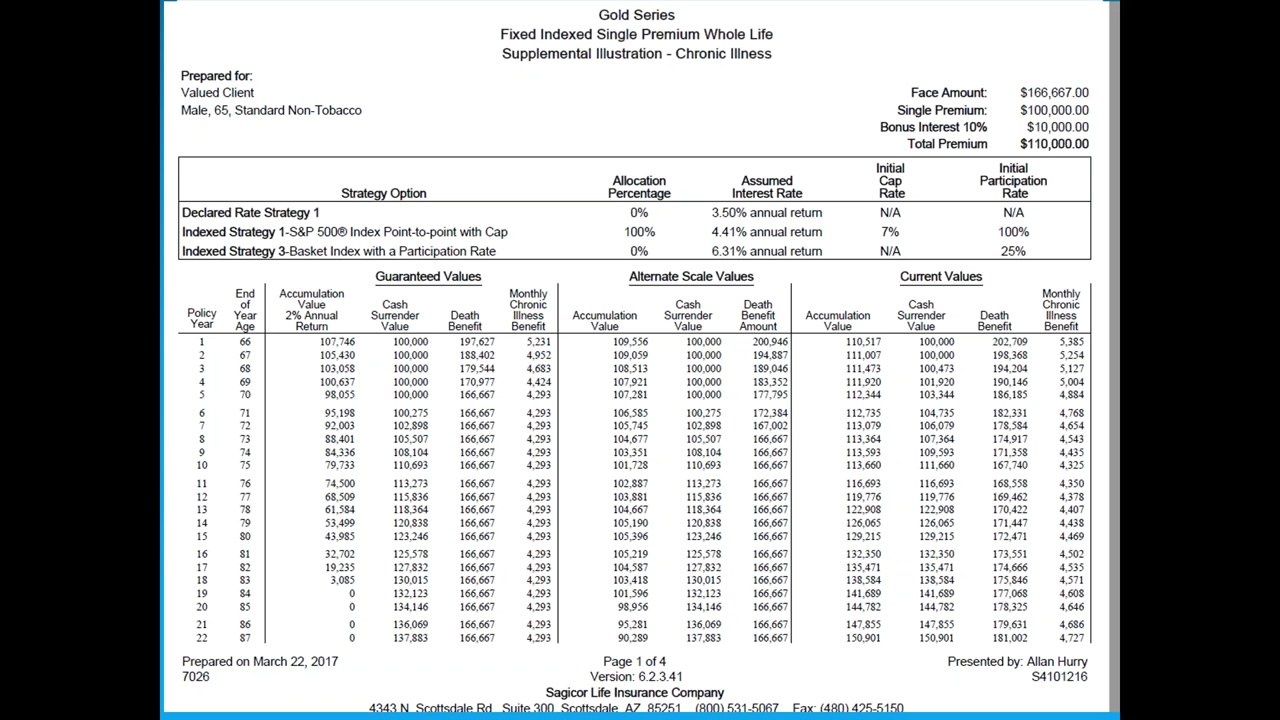 Gold Series
Fixed Indexed Single Premium Whole Life
Supplemental Illustration - Chronic Illness
Prepared for:
Valued Client
Male, 65, Standard Non-Tobacco
Face Amount: $166,667.00
Single Premium: $100,000.00
Bonus Interest 10% $10,000.00
Total Premium $110,000.00
Strategy Option Allocation Percentage Assumed Interest Rate Initial Cap Rate Initial Participation Rate
Declared Rate Strategy 1 0% 3.50% annual return N/A N/A
Indexed Strategy 1-S&P 500® Index Point-to-point with Cap 100% 4.41% annual return 7% 100%
Indexed Strategy 3-Basket Index with a Participation Rate 0% 6.31% annual return N/A 25%
Guaranteed Values Alternate Scale Values Current Values
Policy Year End of Year Age Accumulation Value 2% Annual Return Cash Surrender Value Death Benefit Monthly Chronic Illness Benefit Accumulation Value Cash Surrender Value Death Benefit Amount Accumulation Value Cash Surrender Value Death Benefit Monthly Chronic Illness Benefit
1 66 107,746 100,000 197,627 5,231 109,556 100,000 200,946 110,517 100,000 202,709 5,385
2 67 105,430 100,000 188,402 4,952 109,059 100,000 194,887 111,007 100,000 198,368 5,254
3 68 103,058 100,000 179,544 4,683 108,513 100,000 189,046 111,473 100,473 194,204 5,127
4 69 100,637 100,000 170,977 4,424 107,921 100,000 183,352 111,920 101,920 190,146 5,004
5 70 98,055 100,000 166,667 4,293 107,281 100,000 177,795 112,344 103,344 186,185 4,884
6 71 95,198 100,275 166,667 4,293 106,585 100,275 172,384 112,735 104,735 182,331 4,768
7 72 92,003 102,898 166,667 4,293 105,745 102,898 167,002 113,079 106,079 178,584 4,654
8 73 88,401 105,507 166,667 4,293 104,677 105,507 166,667 113,364 107,364 174,917 4,543
9 74 84,336 108,104 166,667 4,293 103,351 108,104 166,667 113,593 109,593 171,358 4,435
10 75 79,733 110,693 166,667 4,293 101,728 110,693 166,667 113,660 111,660 167,740 4,325
11 76 74,500 113,273 166,667 4,293 102,887 113,273 166,667 116,693 116,693 168,558 4,350
12 77 68,509 115,836 166,667 4,293 103,881 115,836 166,667 119,776 119,776 169,462 4,378
13 78 61,584 118,364 166,667 4,293 104,667 118,364 166,667 122,908 122,908 170,422 4,407
14 79 53,499 120,838 166,667 4,293 105,190 120,838 166,667 126,065 126,065 171,447 4,438
15 80 43,985 123,246 166,667 4,293 105,396 123,246 166,667 129,215 129,215 172,471 4,469
16 81 32,702 125,578 166,667 4,293 105,219 125,578 166,667 132,350 132,350 173,551 4,502
17 82 19,235 127,832 166,667 4,293 104,587 127,832 166,667 135,471 135,471 174,666 4,535
18 83 3,085 130,015 166,667 4,293 103,418 130,015 166,667 138,584 138,584 175,846 4,571
19 84 0 132,123 166,667 4,293 101,596 132,123 166,667 141,689 141,689 177,068 4,608
20 85 0 134,146 166,667 4,293 98,956 134,146 166,667 144,782 144,782 178,325 4,646
21 86 0 136,069 166,667 4,293 95,281 136,069 166,667 147,855 147,855 179,631 4,686
22 87 0 137,883 166,667 4,293 90,289 137,883 166,667 150,901 150,901 181,002 4,727
Prepared on March 22, 2017 Page 1 of 4 Presented by: Allan Hurry
7026 Version: 6.2.3.41 S4101216
Sagicor Life Insurance Company
4343 N. Scottsdale Rd., Suite 300, Scottsdale, AZ, 85251 (800) 531-5067 Fax: (480) 425-5150